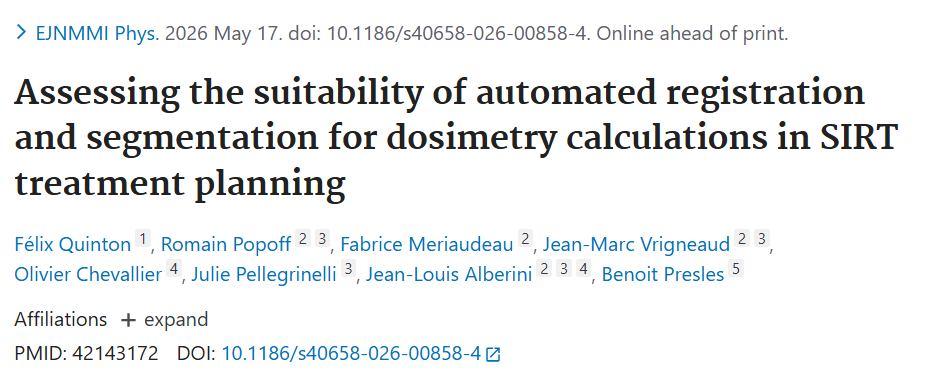 > EJNMMI Phys. 2026 May 17. doi: 10.1186/s40658-026-00858-4. Online ahead of print.
Assessing the suitability of automated registration
and segmentation for dosimetry calculations in SIRT
treatment planning
Félix Quinton 1, Romain Popoff 2 3, Fabrice Meriaudeau 2, Jean-Marc Vrigneaud 2 3,
Olivier Chevallier 4, Julie Pellegrinelli 3, Jean-Louis Alberini 2 3 4, Benoit Presles 5
Affiliations + expand
PMID: 42143172 DOI: 10.1186/s40658-026-00858-4